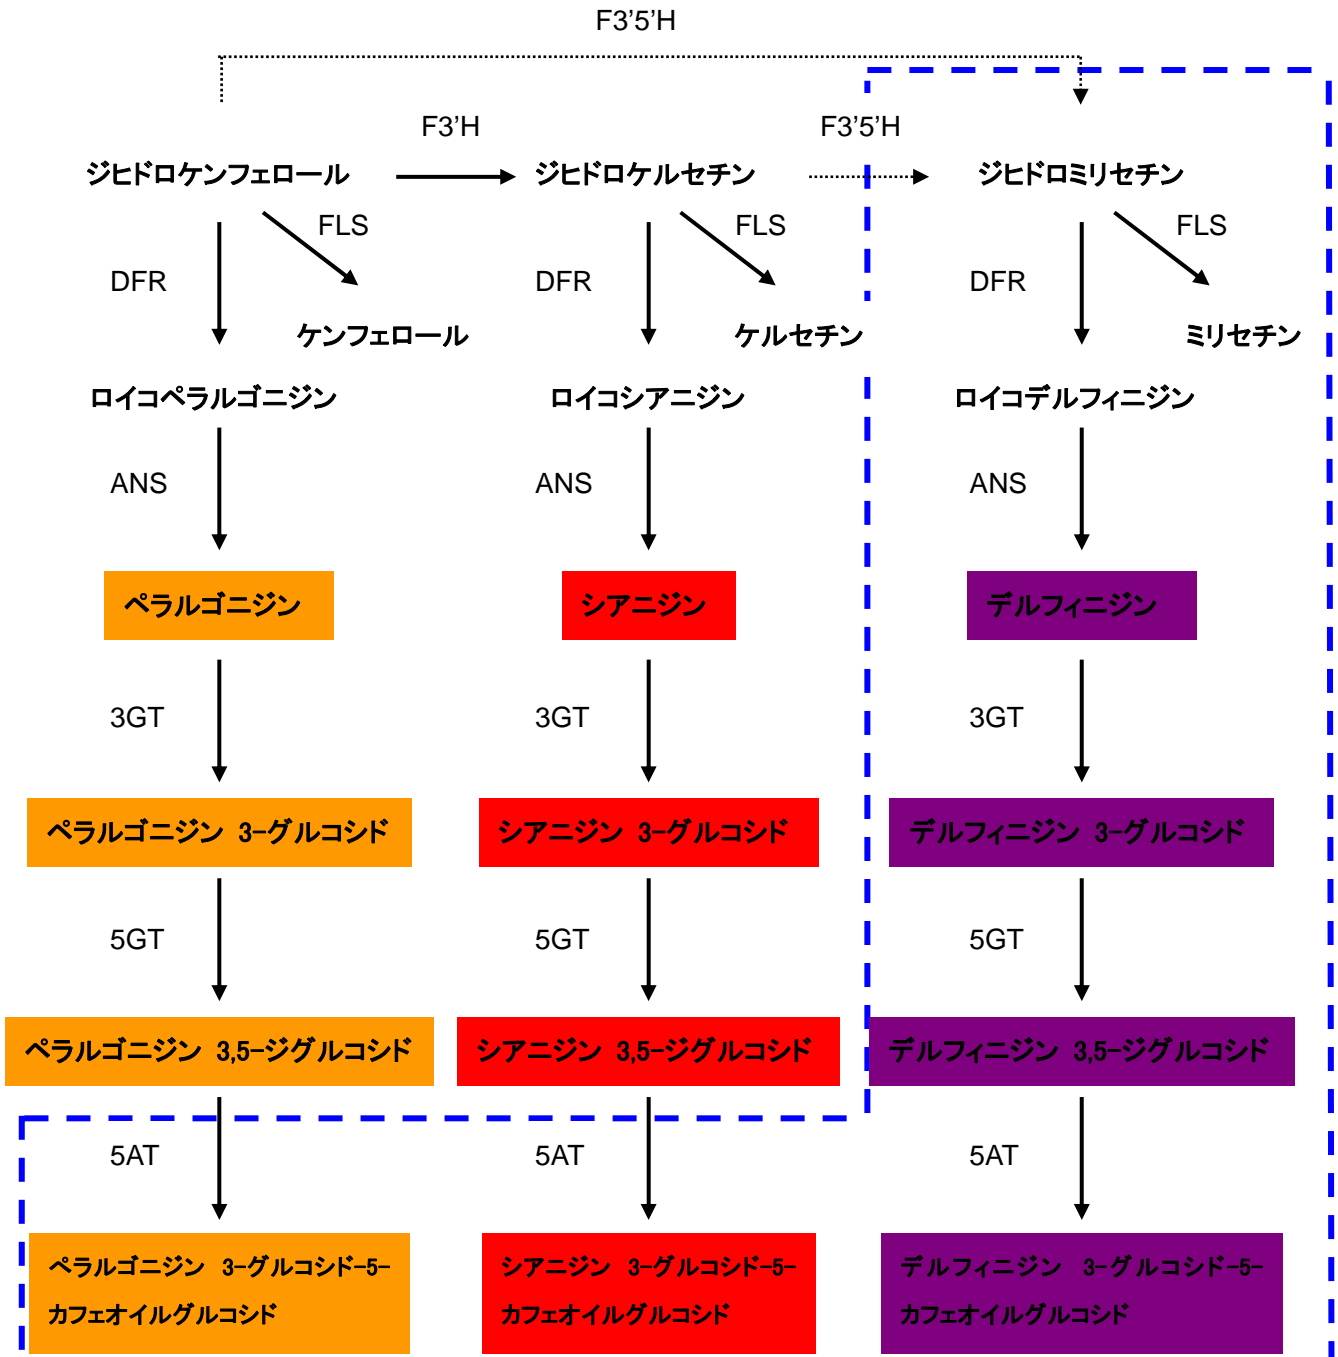 F3’5’H
F3’H
F3’5’H
ジヒドロケンフェロール
ジヒドロケルセチン
ジヒドロミリセチン
FLS
FLS
FLS
DFR
DFR
DFR
ケンフェロール
ケルセチン
ミリセチン
ロイコペラルゴニジン
ロイコシアニジン
ロイコデルフィニジン
ANS
ANS
ANS
ペラルゴニジン
シアニジン
デルフィニジン
3GT
3GT
3GT
ペラルゴニジン 3-グルコシド
シアニジン 3-グルコシド
デルフィニジン 3-グルコシド
5GT
5GT
5GT
ペラルゴニジン 3,5-ジグルコシド
シアニジン 3,5-ジグルコシド
デルフィニジン 3,5-ジグルコシド
5AT
5AT
5AT
ペラルゴニジン 3-グルコシド-5-
カフェオイルグルコシド
シアニジン 3-グルコシド-5-
カフェオイルグルコシド
デルフィニジン 3-グルコシド-5-
カフェオイルグルコシド